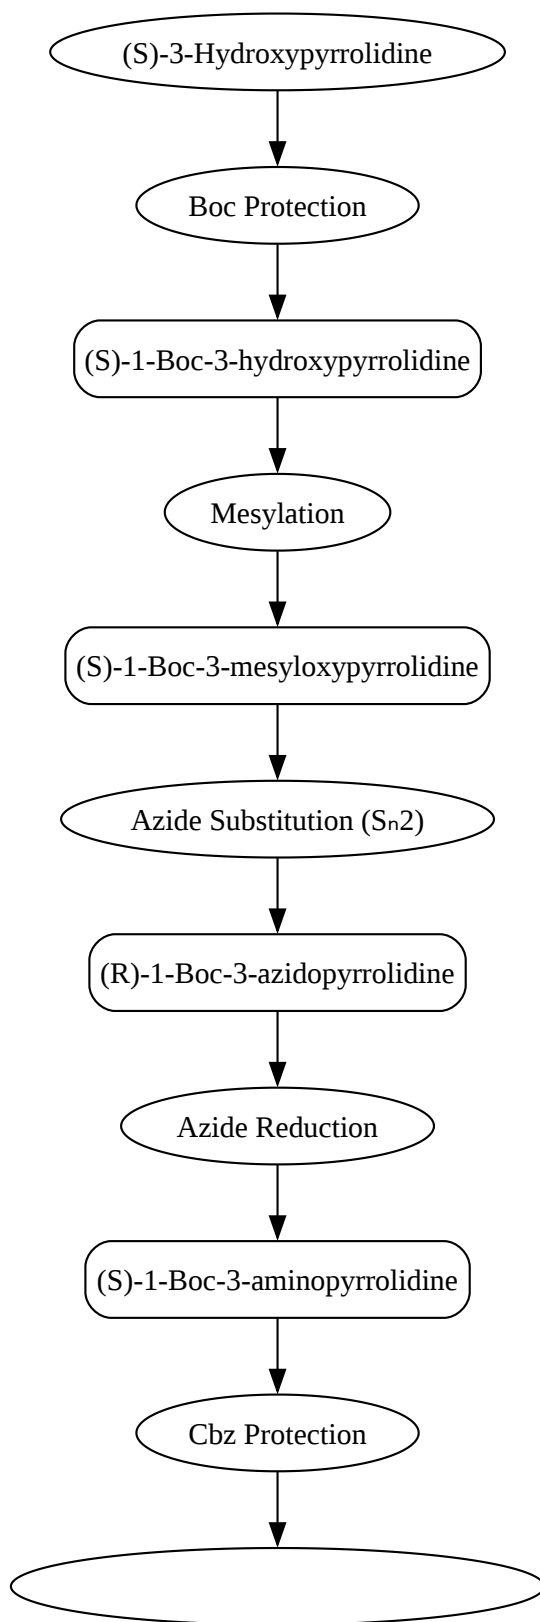 (S)-3-Hydroxypyrrolidine
Boc Protection
(S)-1-Boc-3-hydroxypyrrolidine
Mesylation
(S)-1-Boc-3-mesyloxypyrrolidine
Azide Substitution (Sₙ2)
(R)-1-Boc-3-azidopyrrolidine
Azide Reduction
(S)-1-Boc-3-aminopyrrolidine
Cbz Protection